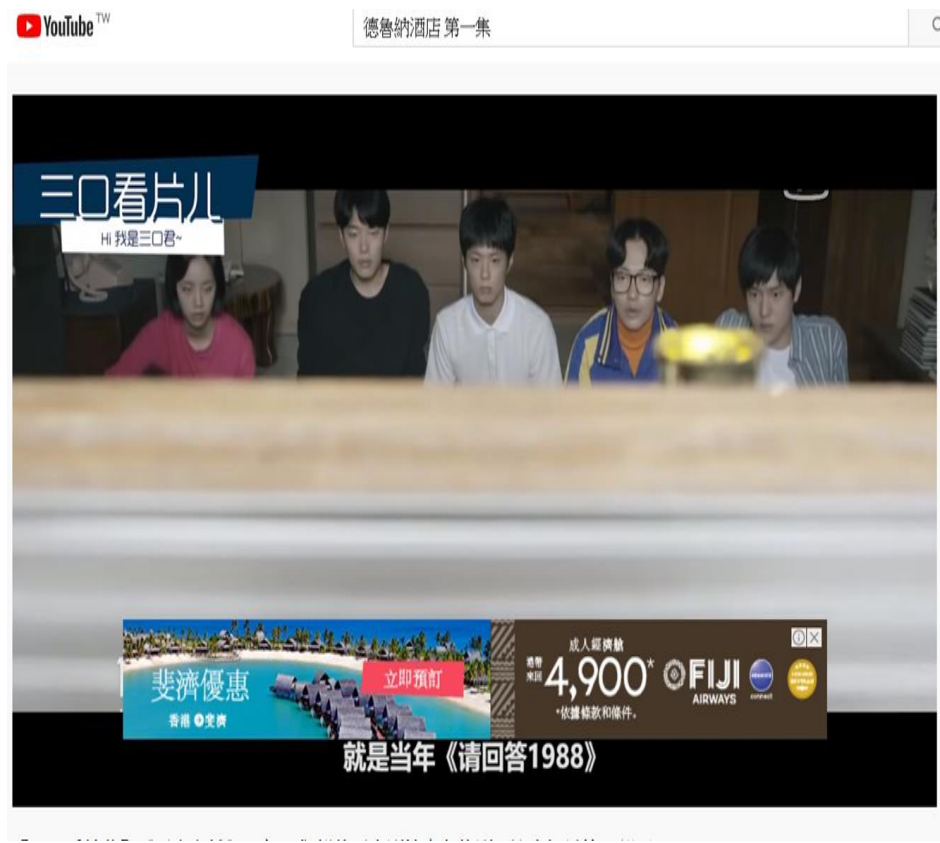 YouTube TW
德魯納酒店 第一集
三口看片儿
Hi 我是三口君~
斐濟優惠
香港 斐濟
立即預訂
成人經濟艙
港幣
來回
4,900*
*依據條款和條件。
FIJI
AIRWAYS
connect
就是当年《请回答1988》